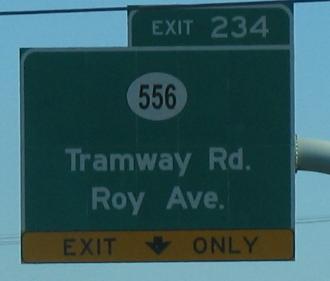 EXIT 234
556
Tramway Rd.
Roy Ave.
EXIT ONLY